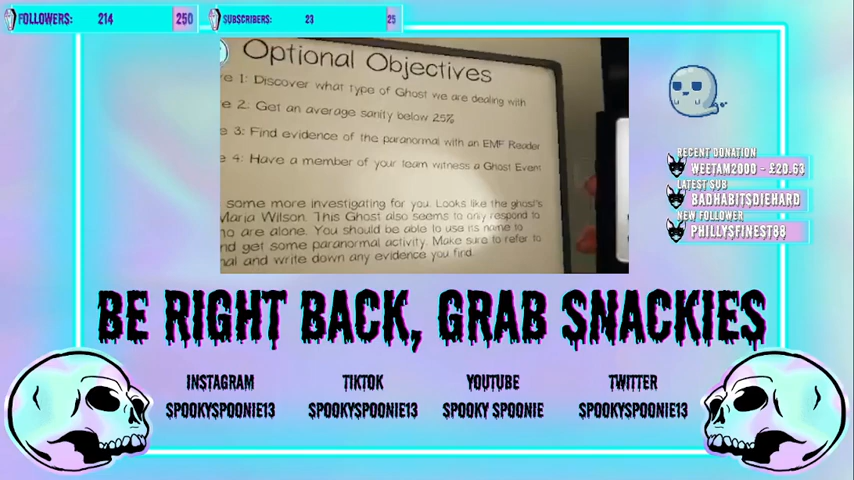 FOLLOWERS: 214 250
SUBSCRIBERS: 23 25
Optional Objectives
e 1: Discover what type of Ghost we are dealing with
e 2: Get an average sanity below 25%
e 3: Find evidence of the paranormal with an EMF Reader
e 4: Have a member of your team witness a Ghost Event
some more investigating for you. Looks like the ghost's
Maria Wilson. This Ghost also seems to only respond to
ho are alone. You should be able to use its name to
nd get some paranormal activity. Make sure to refer to
nal and write down any evidence you find.
RECENT DONATION
WEETAM2000 - £20.63
LATEST SUB
BADHABITSDIEHARD
NEW FOLLOWER
PHILLYSFINEST88
BE RIGHT BACK, GRAB SNACKIES
INSTAGRAM
SPOOKYSPOONIE13
TIKTOK
SPOOKYSPOONIE13
YOUTUBE
SPOOKY SPOONIE
TWITTER
SPOOKYSPOONIE13